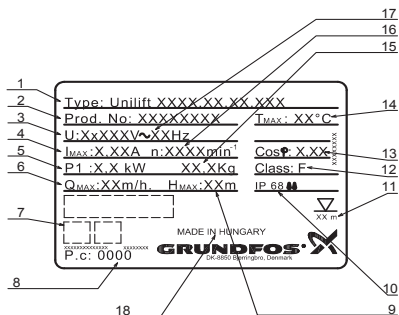 17
16
15
1
2
3
4
5
6
7
8
18
14
13
12
11
10
9
Type: Unilift XXXX.XX.XX.XXX
Prod. No: XXXXXXXX
TMAX: XX°C
U:XxXXXV~XXHz
IMAX:X.XXA n:XXXXmin-1
Cosφ: X,XX
XXXXXXXX
P1 :X.X kW XX.XKg
Class: F
QMAX:XXm/h. HMAX:XXm
IP 68
XX m
MADE IN HUNGARY
XXXXXXXXXXXXXX XXXXXXXX
P.c: 0000
GRUNDFOS
DK-8850 Bjerringbro, Denmark